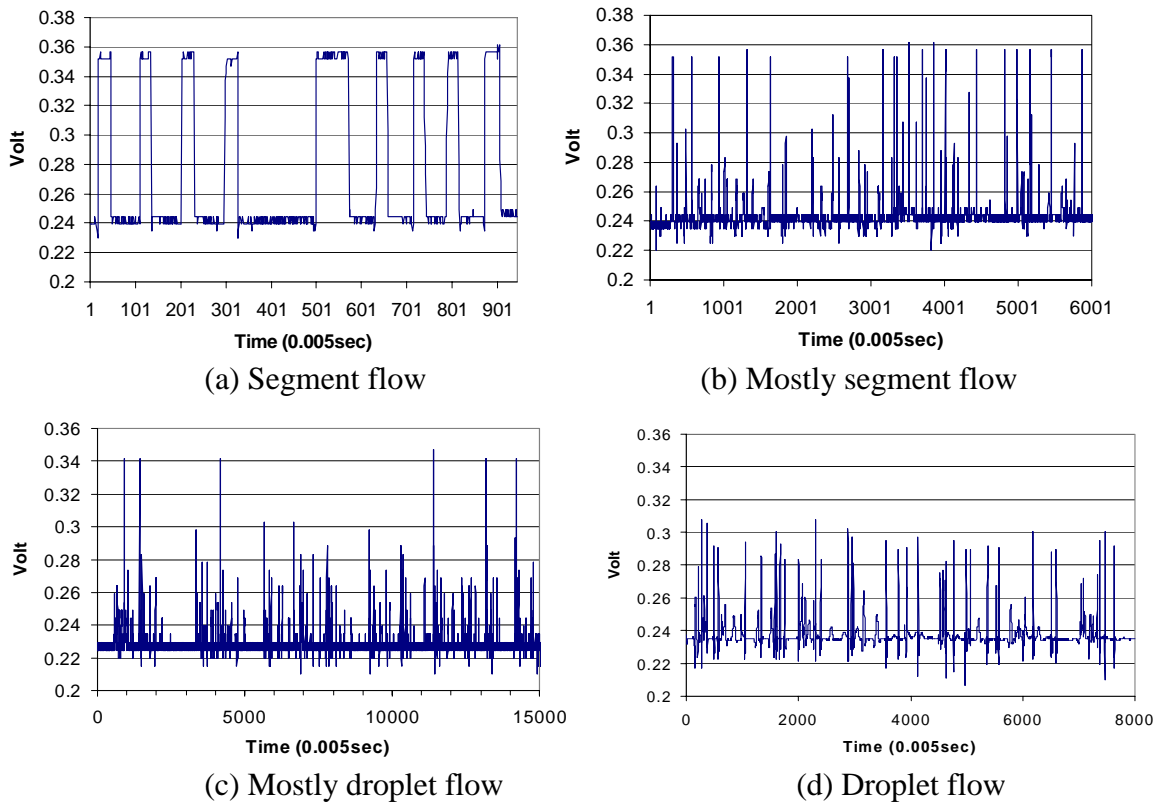 0.38
0.36
0.34
0.32
0.3
0.28
0.26
0.24
0.22
0.2
Volt
1 101 201 301 401 501 601 701 801 901
Time (0.005sec)
(a) Segment flow
0.38
0.36
0.34
0.32
0.3
0.28
0.26
0.24
0.22
0.2
Volt
1 1001 2001 3001 4001 5001 6001
Time (0.005sec)
(b) Mostly segment flow
0.36
0.34
0.32
0.3
0.28
0.26
0.24
0.22
0.2
Volt
0 5000 10000 15000
Time (0.005sec)
(c) Mostly droplet flow
0.36
0.34
0.32
0.3
0.28
0.26
0.24
0.22
0.2
Volt
0 2000 4000 6000 8000
Time (0.005sec)
(d) Droplet flow